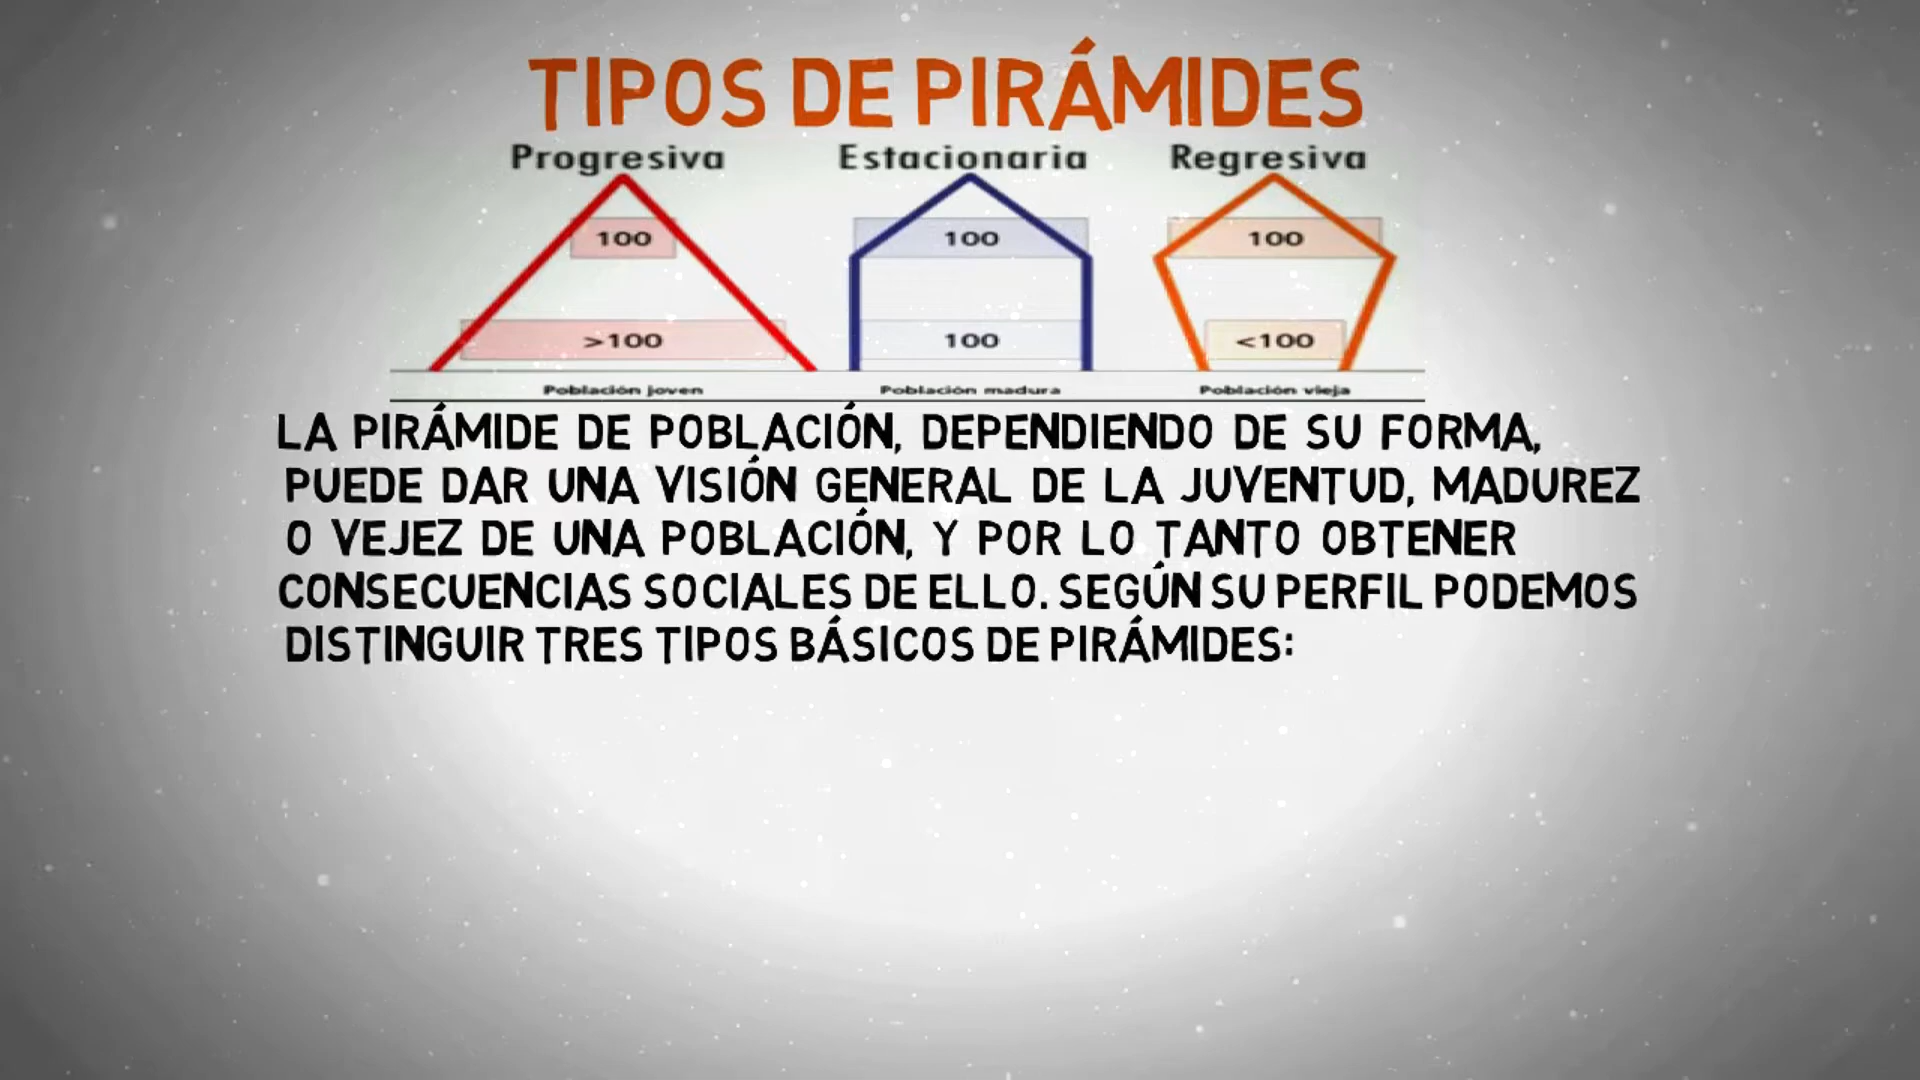 TIPOS DE PIRÁMIDES
Progresiva Estacionaria Regresiva
100 100 100
>100 100 <100
Población joven Población madura Población vieja
LA PIRÁMIDE DE POBLACIÓN, DEPENDIENDO DE SU FORMA,
PUEDE DAR UNA VISIÓN GENERAL DE LA JUVENTUD, MADUREZ
O VEJEZ DE UNA POBLACIÓN, Y POR LO TANTO OBTENER
CONSECUENCIAS SOCIALES DE ELLO. SEGÚN SU PERFIL PODEMOS
DISTINGUIR TRES TIPOS BÁSICOS DE PIRÁMIDES: